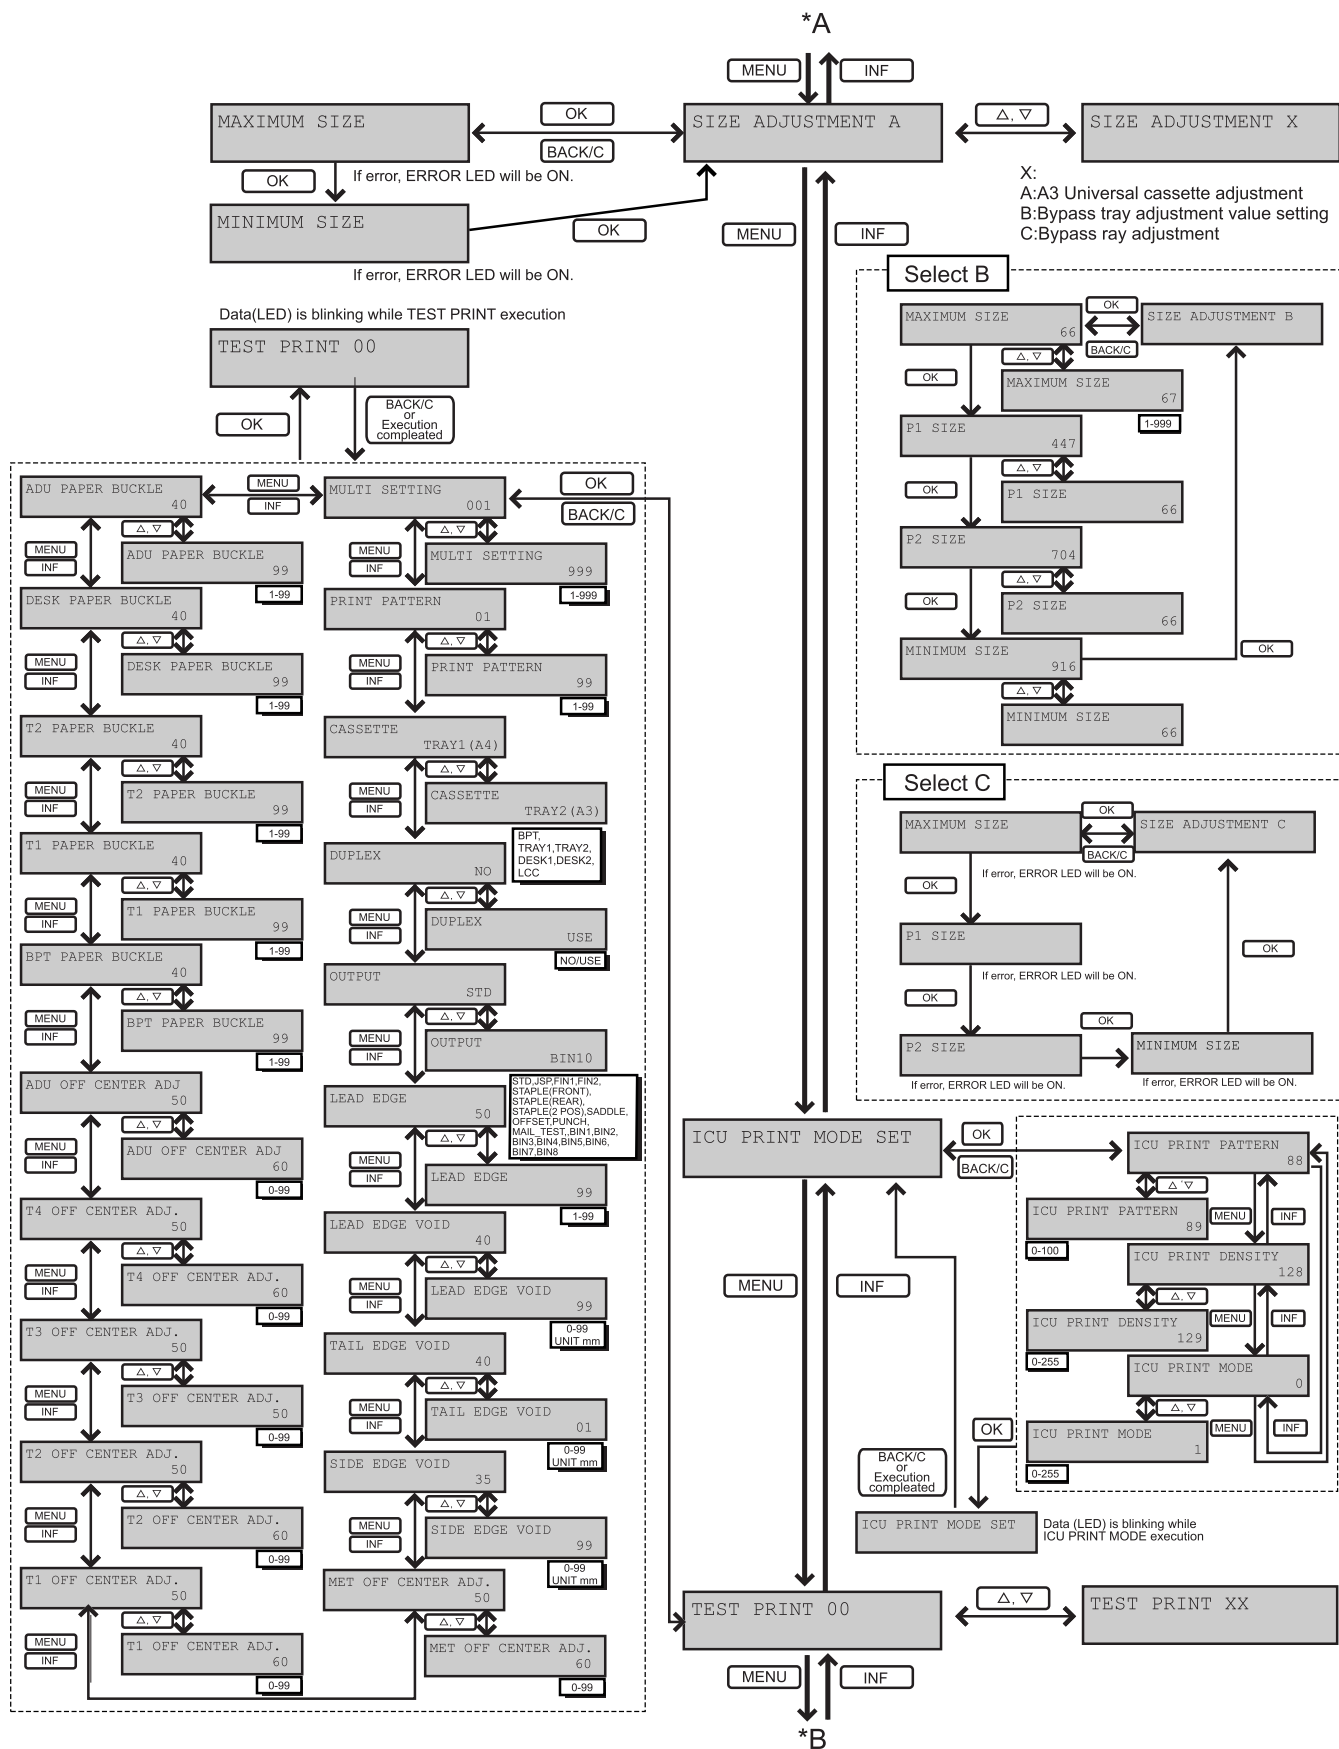 *A
MENU
INF
MAXIMUM SIZE
OK
BACK/C
SIZE ADJUSTMENT A
△, ▽
SIZE ADJUSTMENT X
OK
If error, ERROR LED will be ON.
MINIMUM SIZE
OK
If error, ERROR LED will be ON.
X:
A:A3 Universal cassette adjustment
B:Bypass tray adjustment value setting
C:Bypass ray adjustment
MENU
INF
Data(LED) is blinking while TEST PRINT execution
TEST PRINT 00
OK
BACK/C
or
Execution
compleated
Select B
MAXIMUM SIZE
66
OK
BACK/C
SIZE ADJUSTMENT B
△, ▽
OK
MAXIMUM SIZE
67
1-999
P1 SIZE
447
△, ▽
OK
P1 SIZE
66
P2 SIZE
704
△, ▽
OK
P2 SIZE
66
MINIMUM SIZE
916
OK
△, ▽
MINIMUM SIZE
66
Select C
MAXIMUM SIZE
OK
BACK/C
SIZE ADJUSTMENT C
If error, ERROR LED will be ON.
OK
P1 SIZE
If error, ERROR LED will be ON.
OK
OK
P2 SIZE
If error, ERROR LED will be ON.
OK
MINIMUM SIZE
If error, ERROR LED will be ON.
ADU PAPER BUCKLE
40
MENU
INF
△, ▽
MENU
INF
ADU PAPER BUCKLE
99
1-99
DESK PAPER BUCKLE
40
△, ▽
MENU
INF
DESK PAPER BUCKLE
99
1-99
T2 PAPER BUCKLE
40
△, ▽
MENU
INF
T2 PAPER BUCKLE
99
1-99
T1 PAPER BUCKLE
40
△, ▽
MENU
INF
T1 PAPER BUCKLE
99
1-99
BPT PAPER BUCKLE
40
△, ▽
MENU
INF
BPT PAPER BUCKLE
99
1-99
ADU OFF CENTER ADJ
50
△, ▽
MENU
INF
ADU OFF CENTER ADJ
60
0-99
T4 OFF CENTER ADJ.
50
△, ▽
MENU
INF
T4 OFF CENTER ADJ.
60
0-99
T3 OFF CENTER ADJ.
50
△, ▽
MENU
INF
T3 OFF CENTER ADJ.
50
0-99
T2 OFF CENTER ADJ.
50
△, ▽
MENU
INF
T2 OFF CENTER ADJ.
60
0-99
T1 OFF CENTER ADJ.
50
△, ▽
MENU
INF
T1 OFF CENTER ADJ.
60
0-99
MULTI SETTING
001
OK
BACK/C
△, ▽
MENU
INF
MULTI SETTING
999
1-999
PRINT PATTERN
01
△, ▽
MENU
INF
PRINT PATTERN
99
1-99
CASSETTE
TRAY1(A4)
△, ▽
MENU
INF
CASSETTE
TRAY2(A3)
BPT,
TRAY1,TRAY2,
DESK1,DESK2,
LCC
DUPLEX
NO
△, ▽
MENU
INF
DUPLEX
USE
NO/USE
OUTPUT
STD
△, ▽
MENU
INF
OUTPUT
BIN10
STD,JSP,FIN1,FIN2,
STAPLE(FRONT),
STAPLE(REAR),
STAPLE(2 POS),SADDLE,
OFFSET,PUNCH,
MAIL_TEST,,BIN1,BIN2,
BIN3,BIN4,BIN5,BIN6,
BIN7,BIN8
LEAD EDGE
50
△, ▽
MENU
INF
LEAD EDGE
99
1-99
LEAD EDGE VOID
40
△, ▽
MENU
INF
LEAD EDGE VOID
99
0-99
UNIT mm
TAIL EDGE VOID
40
△, ▽
MENU
INF
TAIL EDGE VOID
01
0-99
UNIT mm
SIDE EDGE VOID
35
△, ▽
MENU
INF
SIDE EDGE VOID
99
0-99
UNIT mm
MET OFF CENTER ADJ.
50
△, ▽
MET OFF CENTER ADJ.
60
0-99
ICU PRINT MODE SET
OK
BACK/C
ICU PRINT PATTERN
88
△,▽
ICU PRINT PATTERN
89
MENU
INF
0-100
ICU PRINT DENSITY
128
△, ▽
ICU PRINT DENSITY
129
MENU
INF
0-255
ICU PRINT MODE
0
△, ▽
ICU PRINT MODE
1
MENU
INF
0-255
MENU
INF
OK
BACK/C
or
Execution
compleated
ICU PRINT MODE SET
Data (LED) is blinking while
ICU PRINT MODE execution
TEST PRINT 00
△, ▽
TEST PRINT XX
MENU
INF
*B